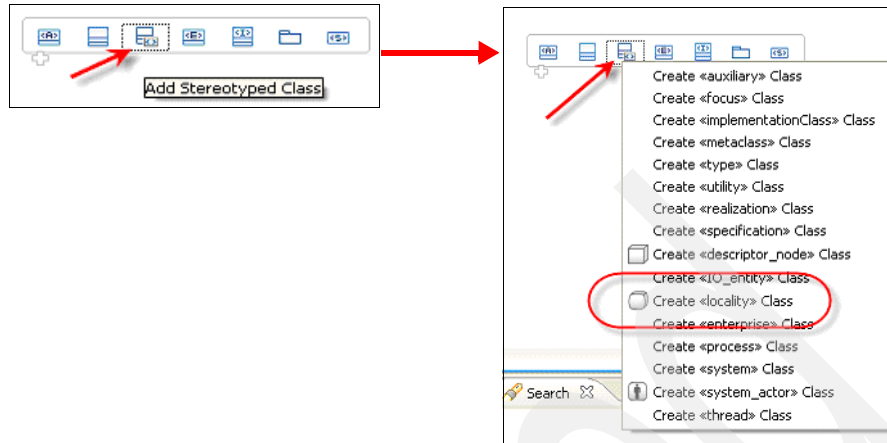 «A»
«E»
«I»
«S»
Add Stereotyped Class
«A»
«E»
«I»
«S»
Create «auxiliary» Class
Create «focus» Class
Create «implementationClass» Class
Create «metaclass» Class
Create «type» Class
Create «utility» Class
Create «realization» Class
Create «specification» Class
Create «descriptor_node» Class
Create «IO_entity» Class
Create «locality» Class
Create «enterprise» Class
Create «process» Class
Create «system» Class
Create «system_actor» Class
Create «thread» Class
Search